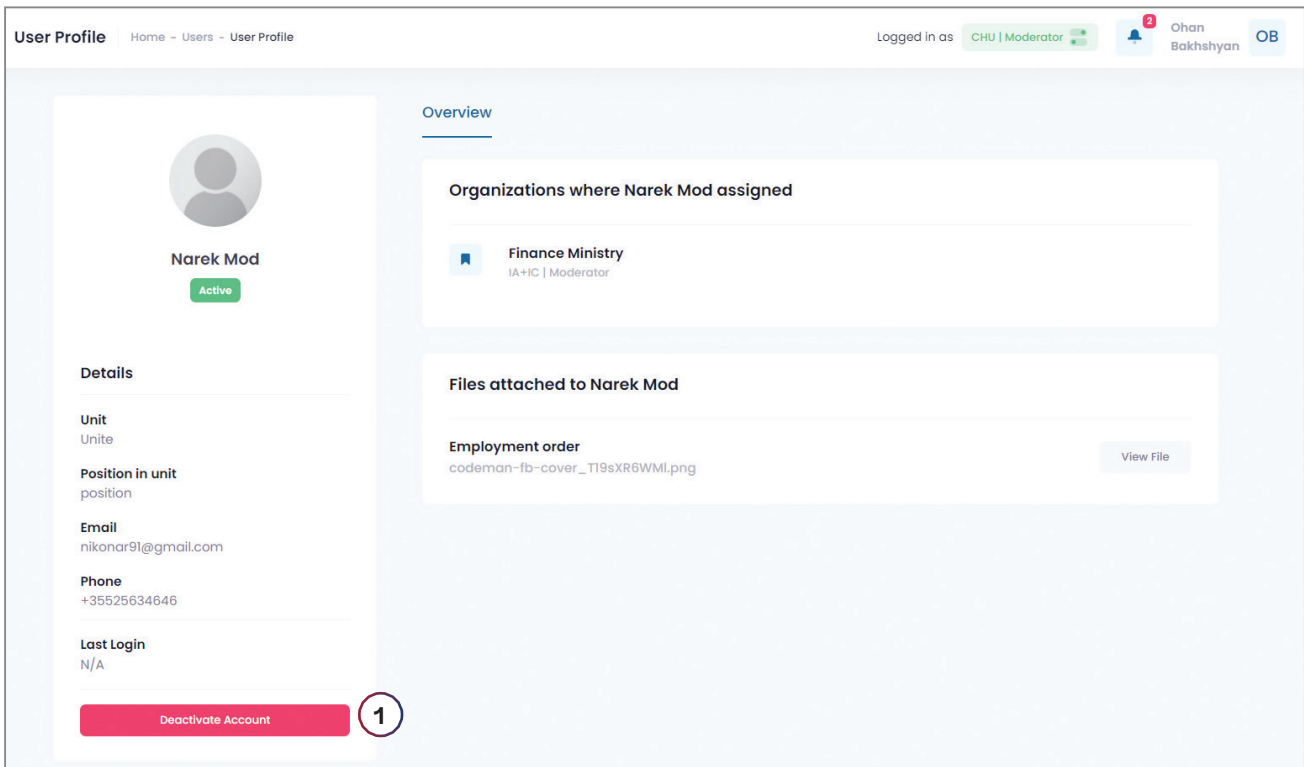 User Profile Home - Users - User Profile
Logged in as CHU | Moderator
2
Ohan
Bakhshyan
OB
Narek Mod
Active
Details
Unit
Unite
Position in unit
position
Email
nikonar91@gmail.com
Phone
+35525634646
Last Login
N/A
Deactivate Account
1
Overview
Organizations where Narek Mod assigned
Finance Ministry
IA+IC | Moderator
Files attached to Narek Mod
Employment order
codeman-fb-cover_T19sXR6WMl.png
View File